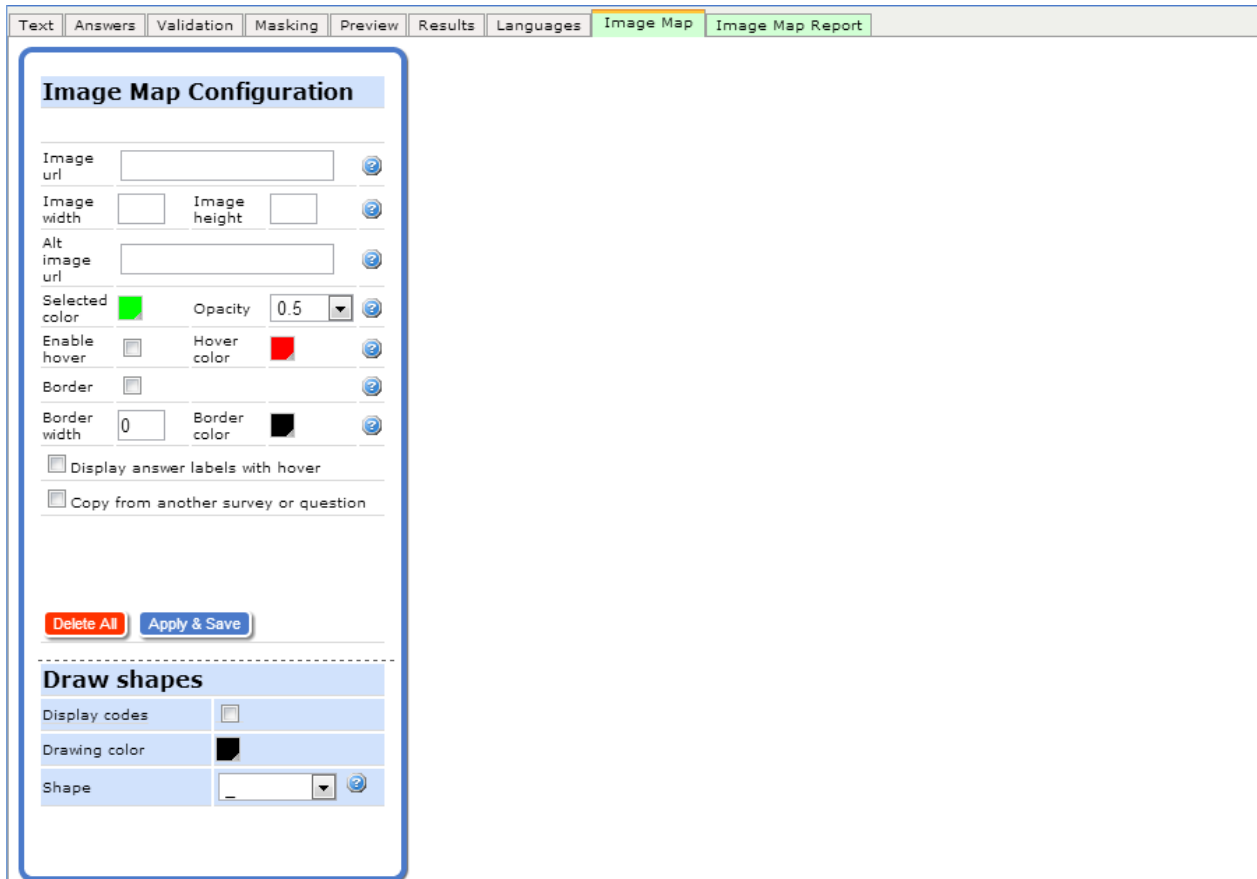 Text Answers Validation Masking Preview Results Languages Image Map Image Map Report
Image Map Configuration
Image
url
Image
width
Image
height
Alt
image
url
Selected
color
Opacity 0.5
Enable
hover
Hover
color
Border
Border
width
0
Border
color
Display answer labels with hover
Copy from another survey or question
Delete All Apply & Save
Draw shapes
Display codes
Drawing color
Shape _